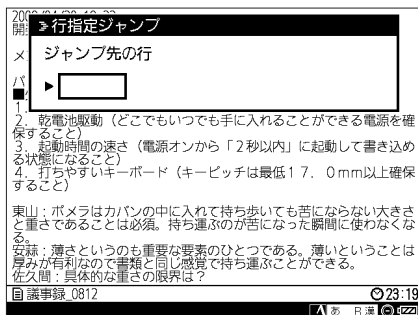 行指定ジャンプ
ジャンプ先の行
2．乾電池駆動（どこでもいつでも手に入れることができる電源を確
保すること）
3．起動時間の速さ（電源オンから「2秒以内」に起動して書き込め
る状態になること）
4．打ちやすいキーボード（キーピッチは最低17．0mm以上確保
すること）
東山：ポメラはカバンの中に入れて持ち歩いても苦にならない大きさ
と重さであることは必須。持ち運ぶのが苦になった瞬間に使わなくな
る。
安蒜：薄さというのも重要な要素のひとつである。薄いということは
厚みが有利なので書類と同じ感覚で持ち運ぶことができる。
佐久間：具体的な重さの限界は？
議事録_0812 23:19
A あ R漢